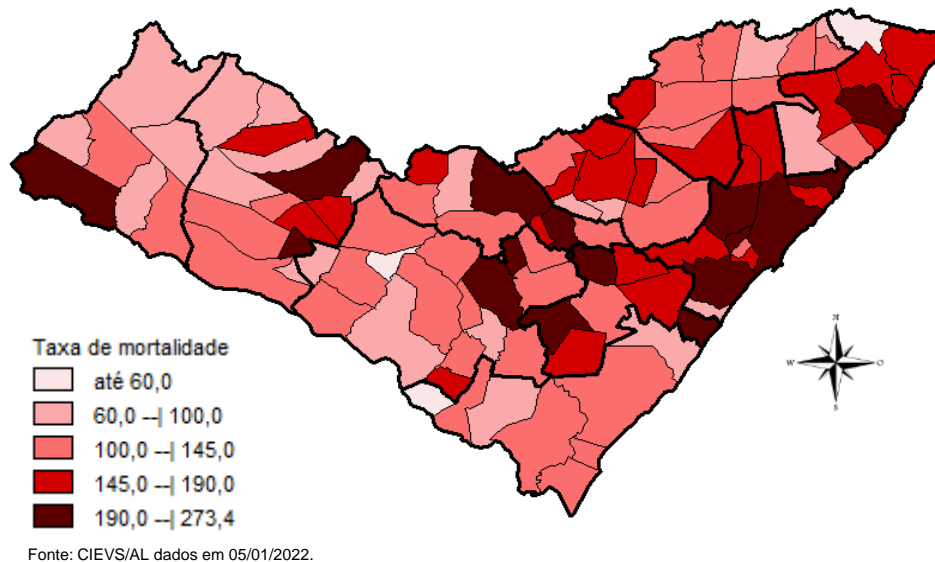 N
W
O
S
Taxa de mortalidade
até 60,0
60,0 --| 100,0
100,0 --| 145,0
145,0 --| 190,0
190,0 --| 273,4
Fonte: CIEVS/AL dados em 05/01/2022.